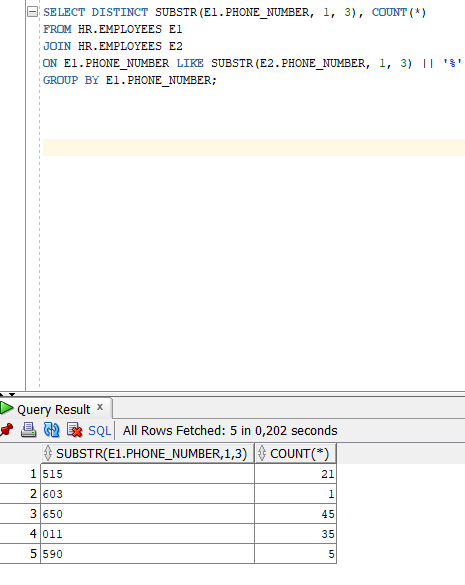 SELECT DISTINCT SUBSTR(E1.PHONE_NUMBER, 1, 3), COUNT(*)
FROM HR.EMPLOYEES E1
JOIN HR.EMPLOYEES E2
ON E1.PHONE_NUMBER LIKE SUBSTR(E2.PHONE_NUMBER, 1, 3) || '%'
GROUP BY E1.PHONE_NUMBER;
Query Result x
SQL | All Rows Fetched: 5 in 0,202 seconds
SUBSTR(E1.PHONE_NUMBER,1,3) COUNT(*)
1 515 21
2 603 1
3 650 45
4 011 35
5 590 5